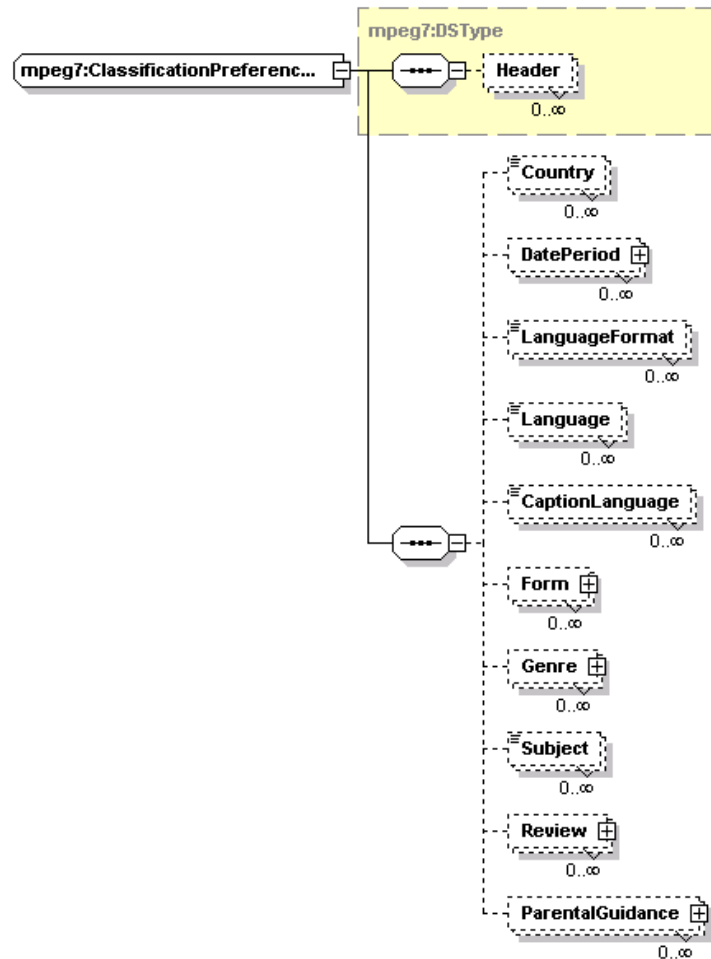 mpeg7:DSType
mpeg7:ClassificationPreferenc...
Header
0..∞
Country
0..∞
DatePeriod
0..∞
LanguageFormat
0..∞
Language
0..∞
CaptionLanguage
0..∞
Form
0..∞
Genre
0..∞
Subject
0..∞
Review
0..∞
ParentalGuidance
0..∞